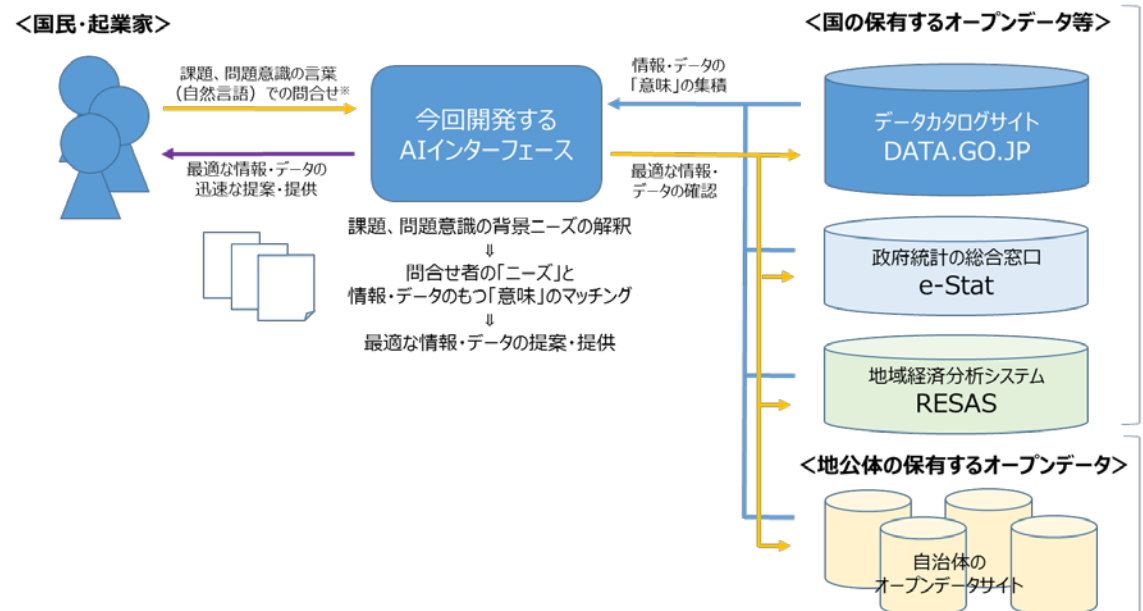 ＜国民・起業家＞
課題、問題意識の言葉
（自然言語）での問合せ※
最適な情報・データの
迅速な提案・提供
今回開発する
AIインターフェース
課題、問題意識の背景ニーズの解釈
⇓
問合せ者の「ニーズ」と
情報・データのもつ「意味」のマッチング
⇓
最適な情報・データの提案・提供
情報・データの
「意味」の集積
最適な情報・
データの確認
＜国の保有するオープンデータ等＞
データカタログサイト
DATA.GO.JP
政府統計の総合窓口
e-Stat
地域経済分析システム
RESAS
＜地公体の保有するオープンデータ＞
自治体の
オープンデータサイト